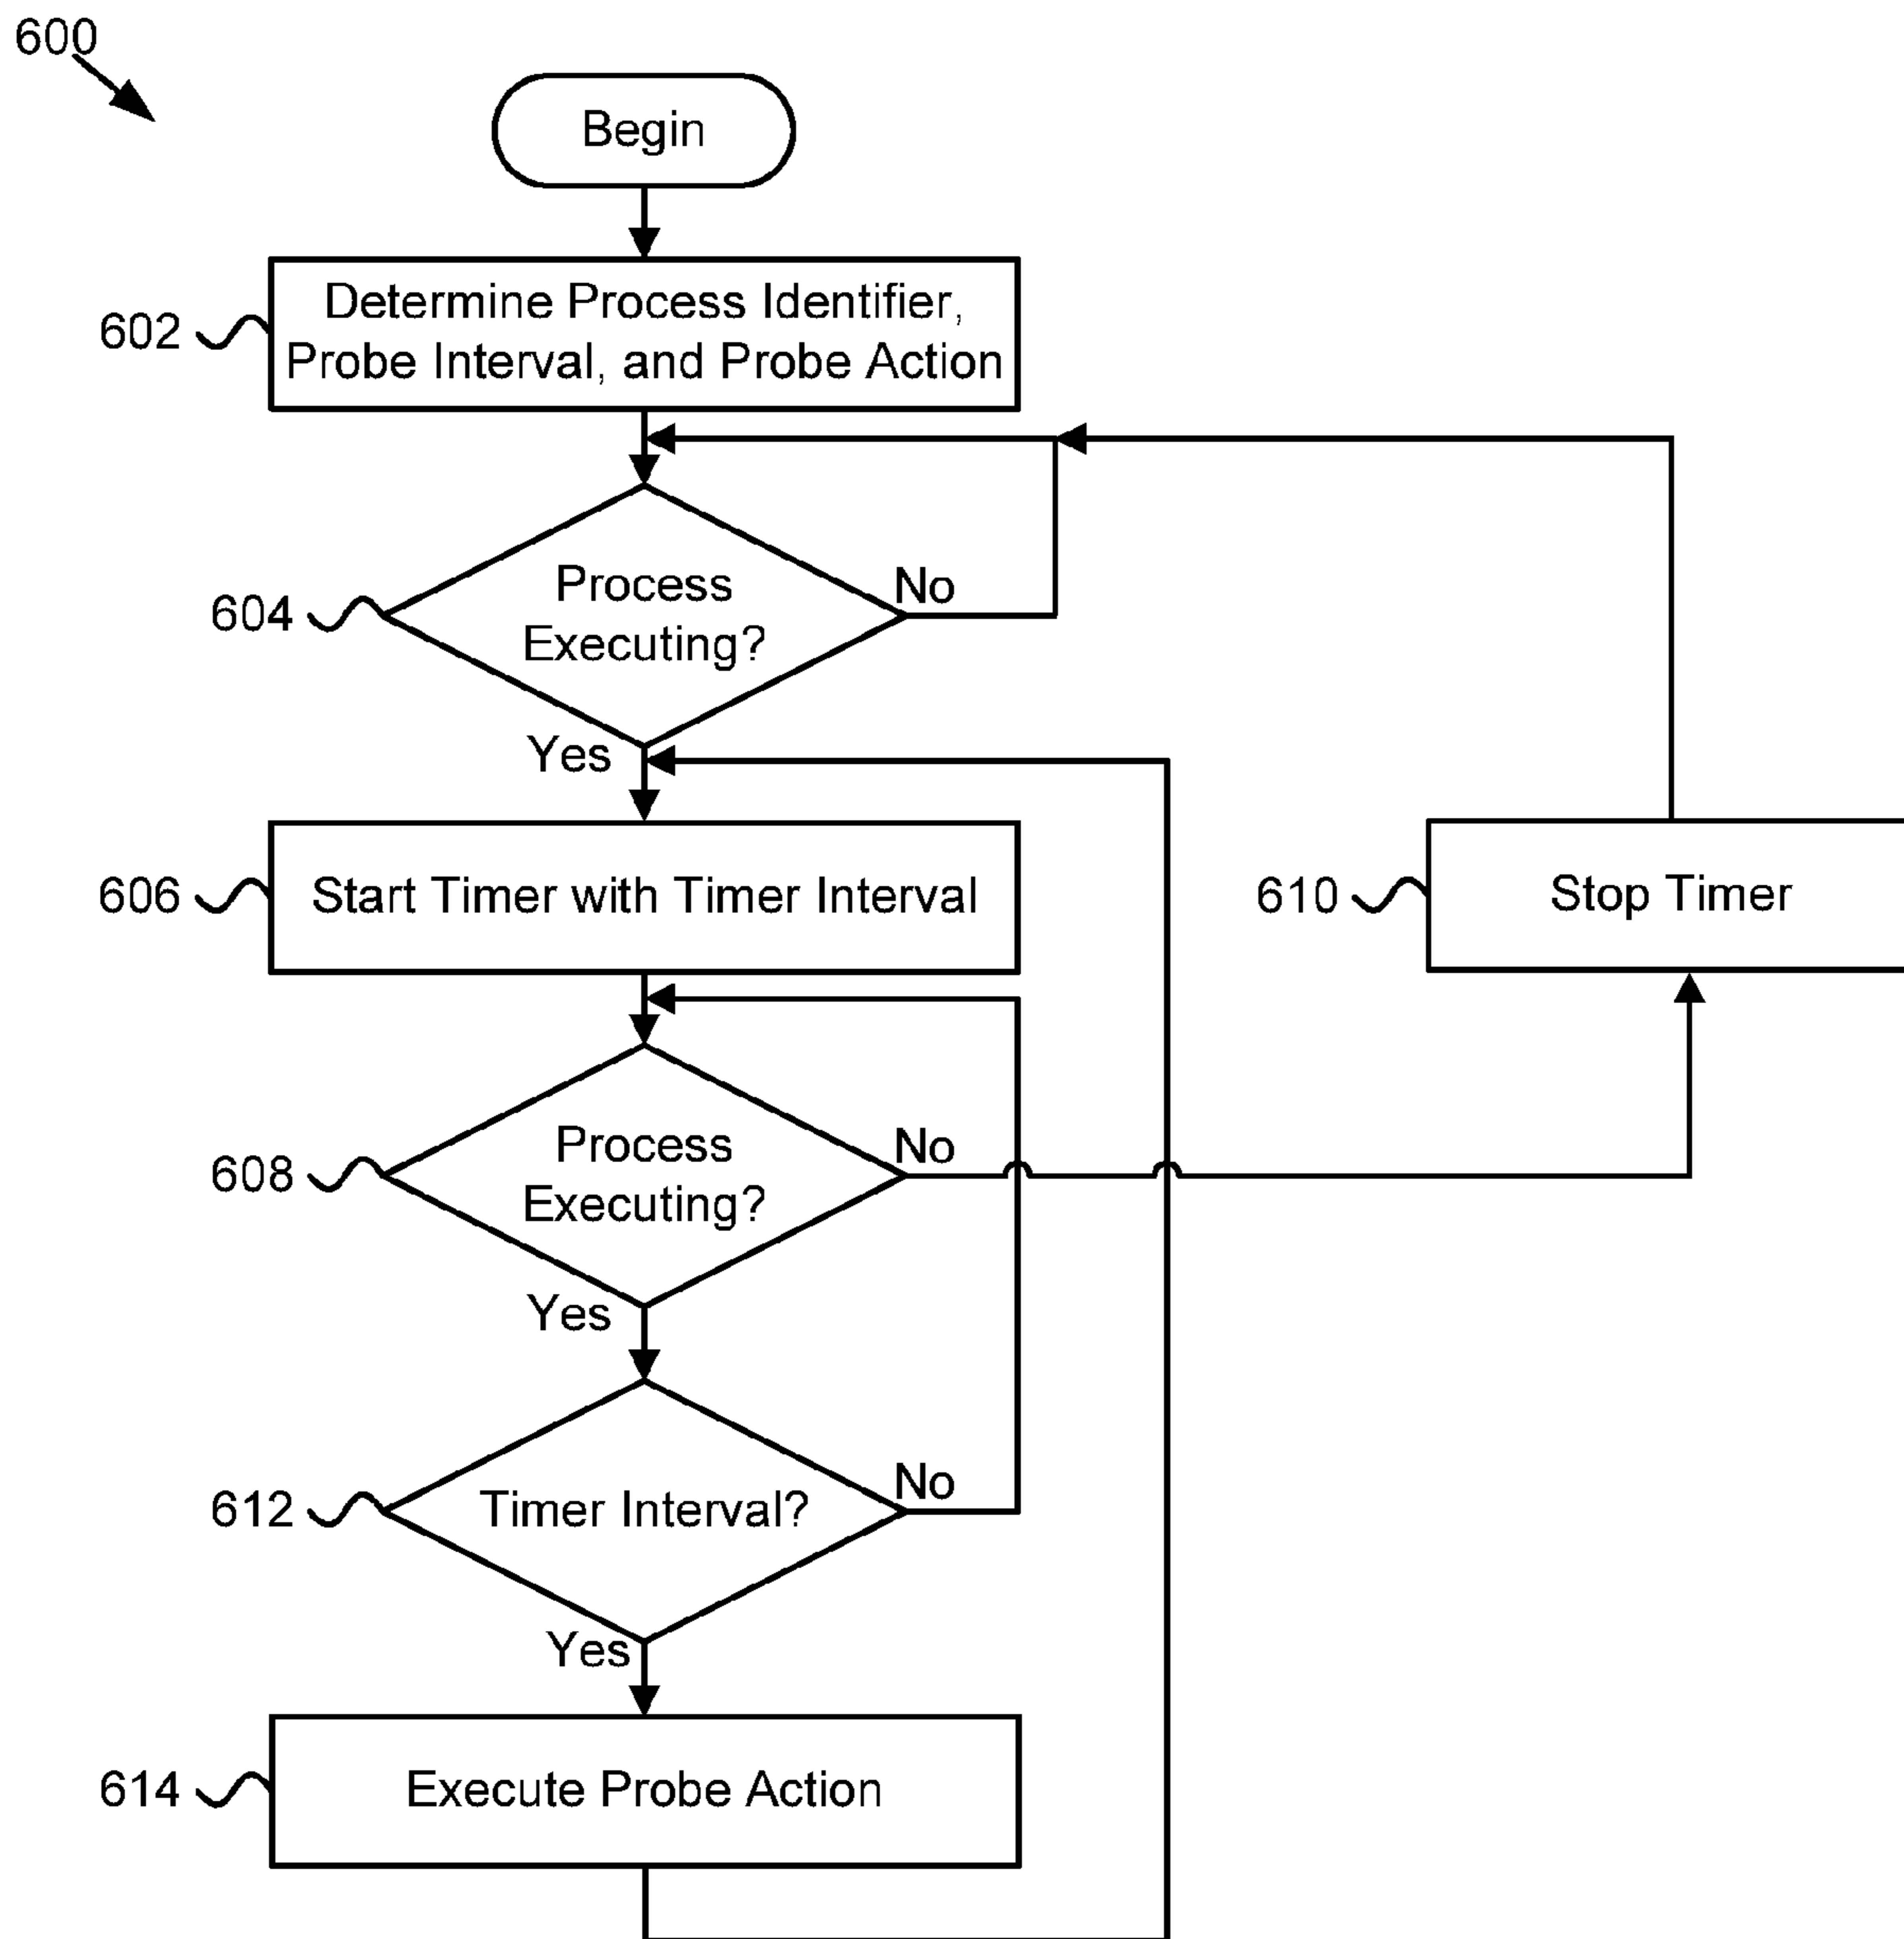 600
Begin
602
Determine Process Identifier,
Probe Interval, and Probe Action
604
Process
Executing?
No
Yes
606
Start Timer with Timer Interval
610
Stop Timer
608
Process
Executing?
No
Yes
612
Timer Interval?
No
Yes
614
Execute Probe Action